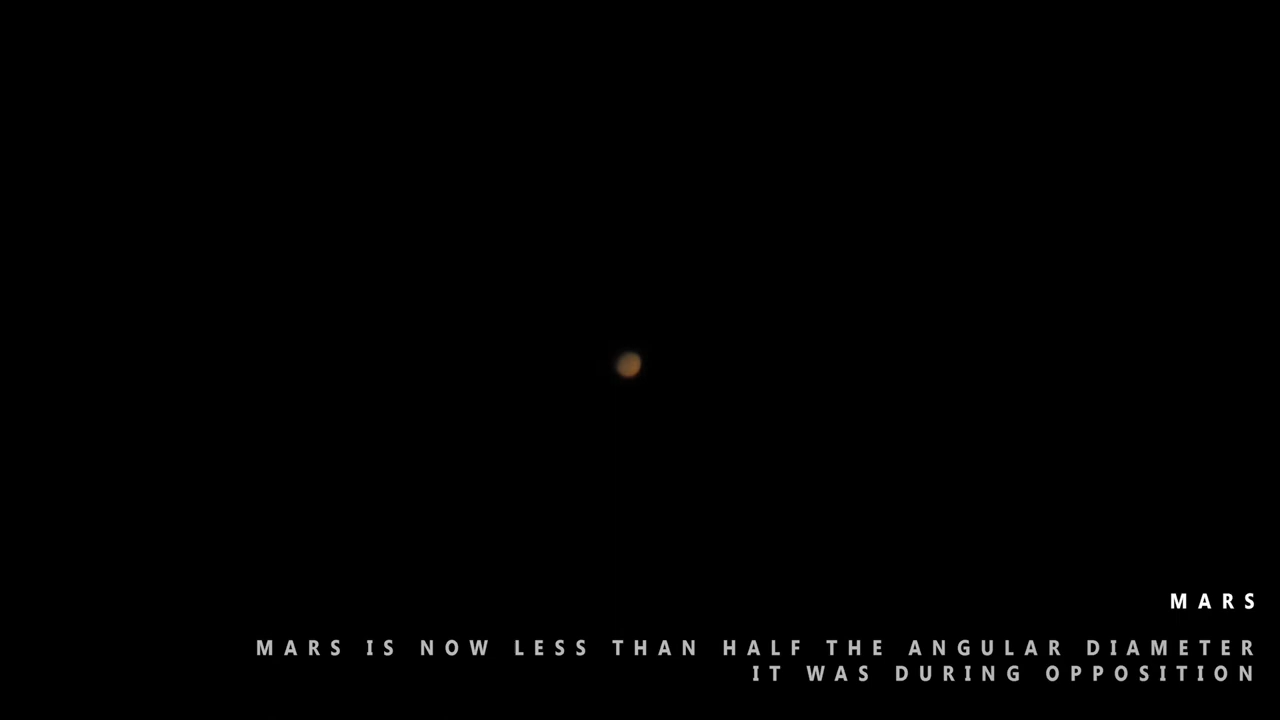 MARS
MARS IS NOW LESS THAN HALF THE ANGULAR DIAMETER
IT WAS DURING OPPOSITION